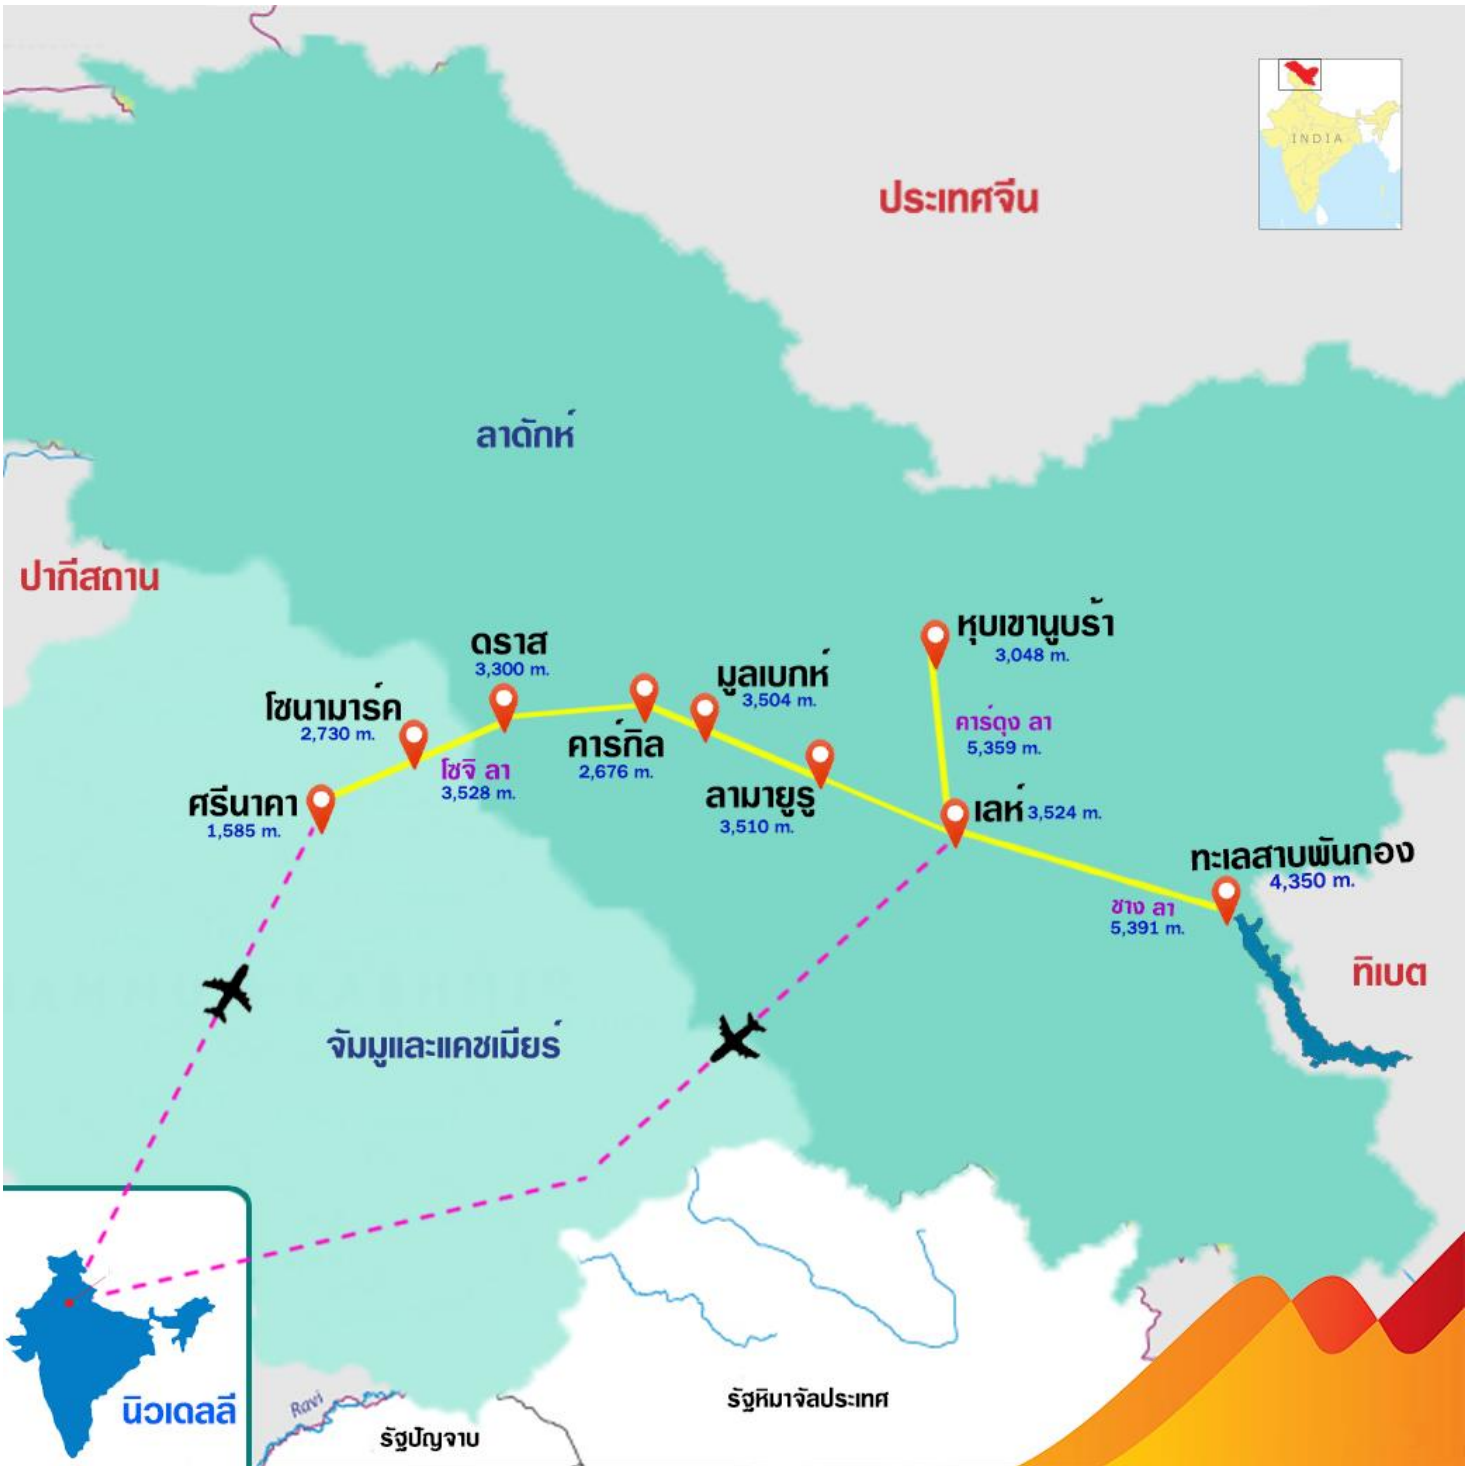 INDIA
ประเทศจีน
ลาดักห์
ปากีสถาน
หุบเขานูบร้า
3,048 m.
ดราส
3,300 m.
มูลเบกห์
3,504 m.
โซนามาร์ค
2,730 m.
คาร์ดุง ลา
5,359 m.
คาร์กิล
2,676 m.
โซจิ ลา
3,528 m.
ศรีนาคา
1,585 m.
ลามายูรู
3,510 m.
เลห์ 3,524 m.
ทะเลสาบพันกอง
4,350 m.
ชาง ลา
5,391 m.
ทิเบต
จัมมูและแคชเมียร์
นิวเดลลี
Ravi
รัฐหิมาจัลประเทศ
รัฐปัญจาบ